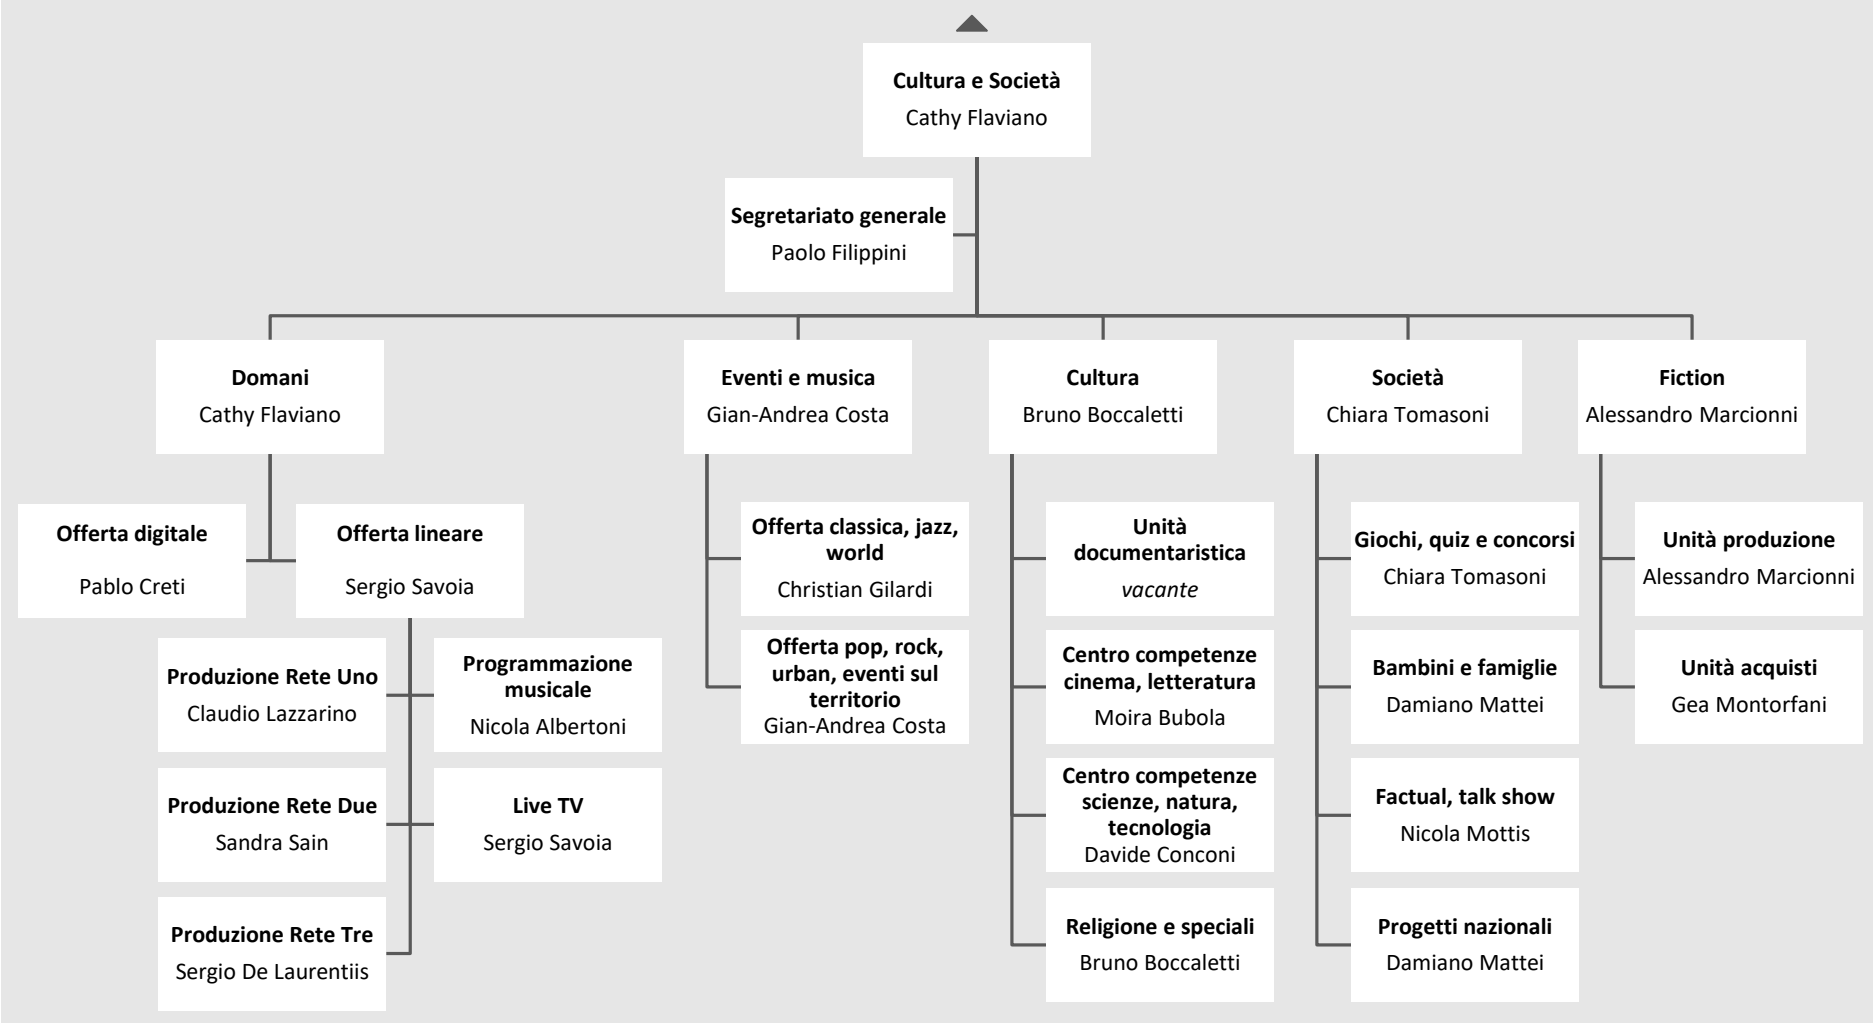 Cultura e Società
Cathy Flaviano
Segretariato generale
Paolo Filippini
Domani
Cathy Flaviano
Eventi e musica
Gian-Andrea Costa
Cultura
Bruno Boccaletti
Società
Chiara Tomasoni
Fiction
Alessandro Marcionni
Offerta digitale
Pablo Creti
Offerta lineare
Sergio Savoia
Produzione Rete Uno
Claudio Lazzarino
Programmazione
musicale
Nicola Albertoni
Produzione Rete Due
Sandra Sain
Live TV
Sergio Savoia
Produzione Rete Tre
Sergio De Laurentiis
Offerta classica, jazz,
world
Christian Gilardi
Offerta pop, rock,
urban, eventi sul
territorio
Gian-Andrea Costa
Unità
documentaristica
vacante
Centro competenze
cinema, letteratura
Moira Bubola
Centro competenze
scienze, natura,
tecnologia
Davide Conconi
Religione e speciali
Bruno Boccaletti
Giochi, quiz e concorsi
Chiara Tomasoni
Bambini e famiglie
Damiano Mattei
Factual, talk show
Nicola Mottis
Progetti nazionali
Damiano Mattei
Unità produzione
Alessandro Marcionni
Unità acquisti
Gea Montorfani